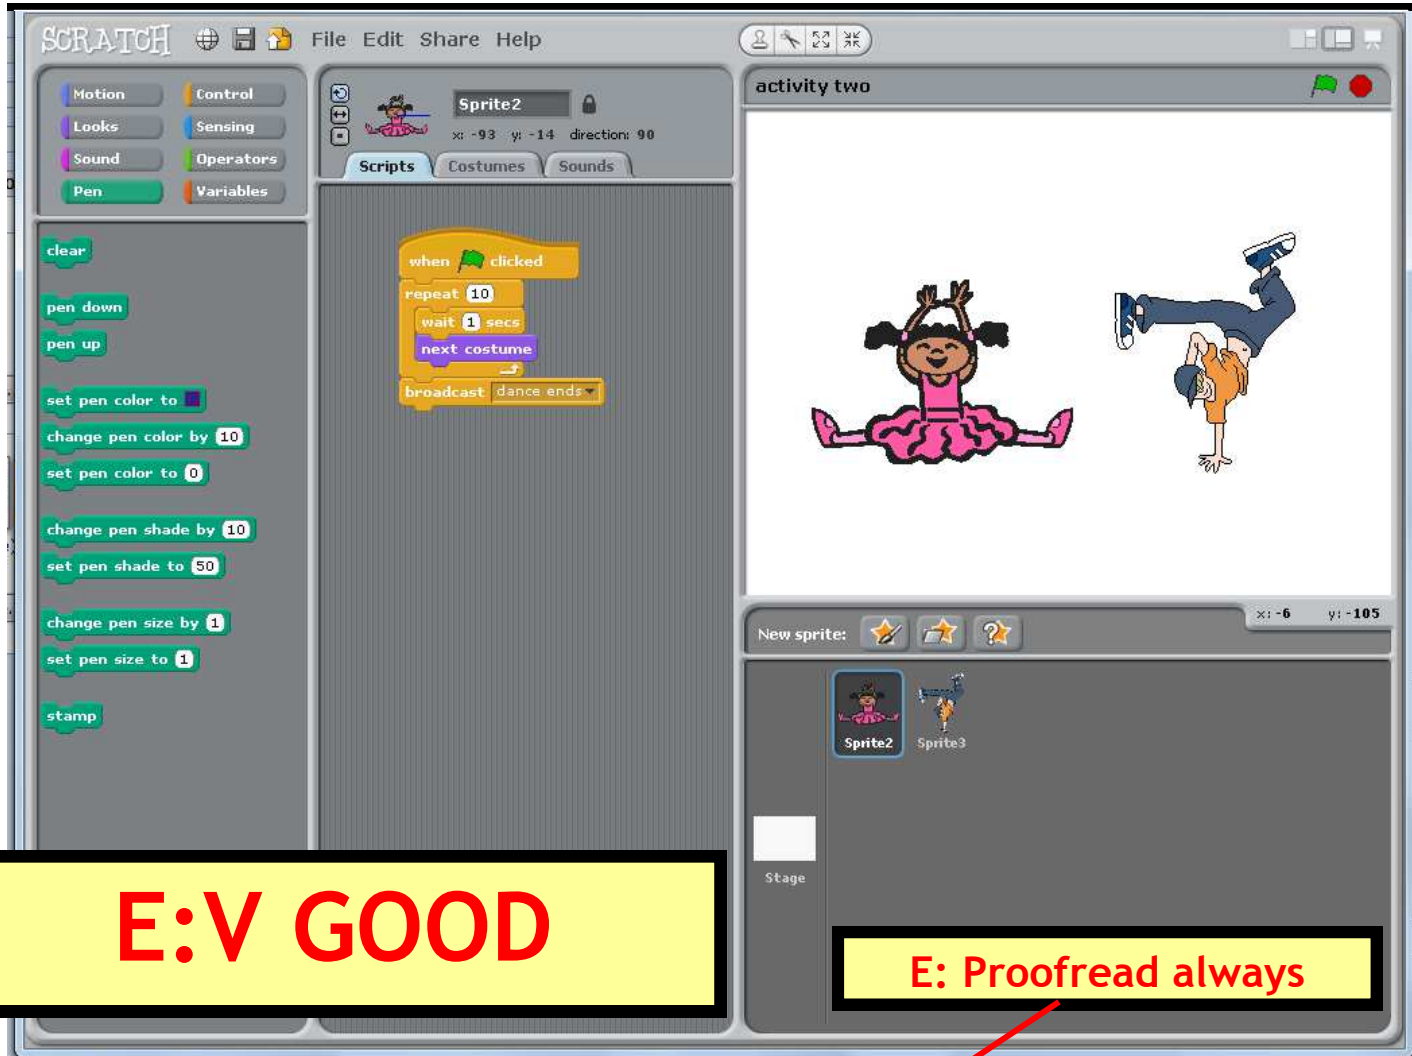 SCRATCH File Edit Share Help
Motion Control
Looks Sensing
Sound Operators
Pen Variables
clear
pen down
pen up
set pen color to
change pen color by 10
set pen color to 0
change pen shade by 10
set pen shade to 50
change pen size by 1
set pen size to 1
stamp
Sprite2
x: -93 y: -14 direction: 90
Scripts Costumes Sounds
when clicked
repeat 10
wait 1 secs
next costume
broadcast dance ends
activity two
x: -6 y: -105
New sprite:
Sprite2 Sprite3
Stage
E:V GOOD
E: Proofread always